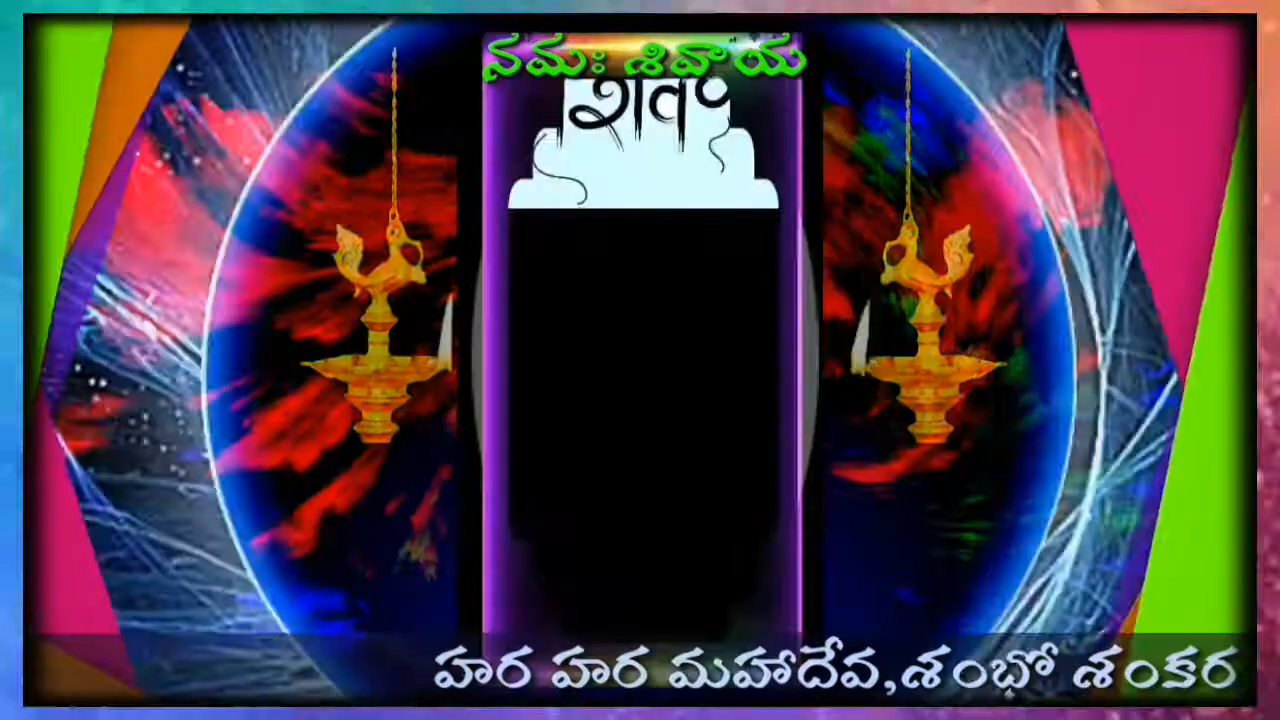 నమః శివాయ
హర హర మహాదేవ,శంభో శంకర